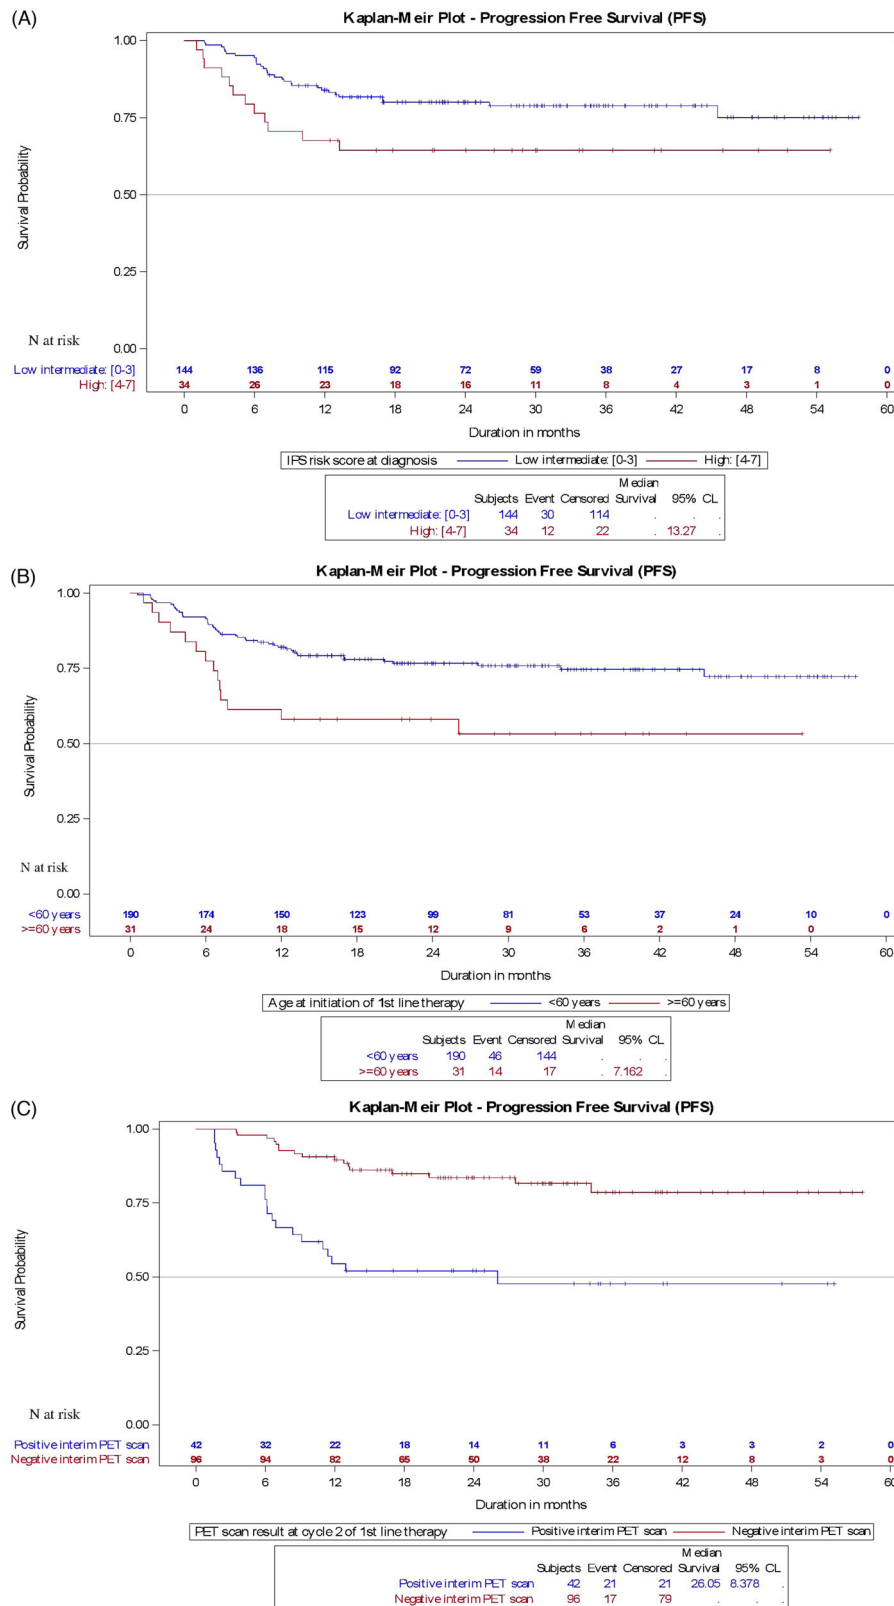 (A)
Kaplan-Meir Plot - Progression Free Survival (PFS)
1.00
0.75
0.50
0.25
0.00
Survival Probability
N at risk
Low intermediate: [0-3] 144 136 115 92 72 59 38 27 17 8 0
High: [4-7] 34 26 23 18 16 11 8 4 3 1 0
0 6 12 18 24 30 36 42 48 54 60
Duration in months
IPS risk score at diagnosis Low intermediate: [0-3] High: [4-7]
Median
Subjects Event Censored Survival 95% CL
Low intermediate: [0-3] 144 30 114 . . .
High: [4-7] 34 12 22 . 13.27 .
(B)
Kaplan-Meir Plot - Progression Free Survival (PFS)
1.00
0.75
0.50
0.25
0.00
Survival Probability
N at risk
<60 years 190 174 150 123 99 81 53 37 24 10 0
>=60 years 31 24 18 15 12 9 6 2 1 0
0 6 12 18 24 30 36 42 48 54 60
Duration in months
Age at initiation of 1st line therapy <60 years >=60 years
Median
Subjects Event Censored Survival 95% CL
<60 years 190 46 144 . . .
>=60 years 31 14 17 . 7.162 .
(C)
Kaplan-Meir Plot - Progression Free Survival (PFS)
1.00
0.75
0.50
0.25
0.00
Survival Probability
N at risk
Positive interim PET scan 42 32 22 18 14 11 6 3 3 2 0
Negative interim PET scan 96 94 82 65 50 38 22 12 8 3 0
0 6 12 18 24 30 36 42 48 54 60
Duration in months
PET scan result at cycle 2 of 1st line therapy Positive interim PET scan Negative interim PET scan
Median
Subjects Event Censored Survival 95% CL
Positive interim PET scan 42 21 21 26.05 8.378 .
Negative interim PET scan 96 17 79 . . .